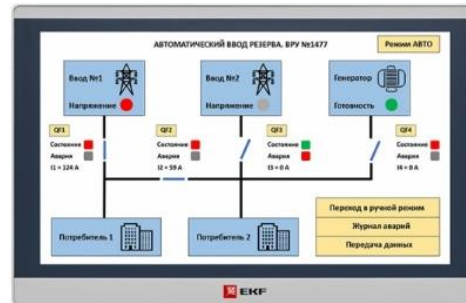 АВТОМАТИЧЕСКИЙ ВВОД РЕЗЕРВА. ВРУ №1477
Режим АВТО
Ввод №1
Напряжение
Ввод №2
Напряжение
Генератор
Готовность
QF1
Состояние
Авария
I1 = 124 А
QF2
Состояние
Авария
I2 = 59 А
QF3
Состояние
Авария
I3 = 0 А
QF4
Состояние
Авария
I4 = 0 А
Потребитель 1
Потребитель 2
Переход в ручной режим
Журнал аварий
Передача данных
EKF